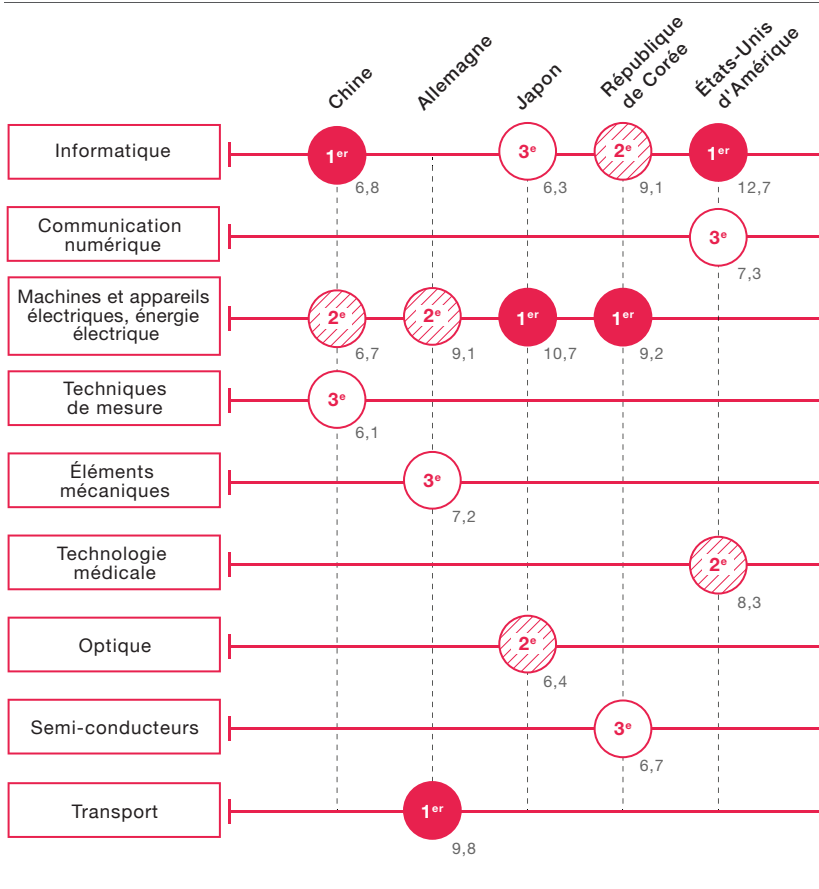 Chine
Allemagne
Japon
République
de Corée
États-Unis
d'Amérique
Informatique
1er
3e
2e
1er
6,8
6,3
9,1
12,7
Communication
numérique
3e
7,3
Machines et appareils
électriques, énergie
électrique
2e
2e
1er
1er
6,7
9,1
10,7
9,2
Techniques
de mesure
3e
6,1
Éléments
mécaniques
3e
7,2
Technologie
médicale
2e
8,3
Optique
2e
6,4
Semi-conducteurs
3e
6,7
Transport
1er
9,8